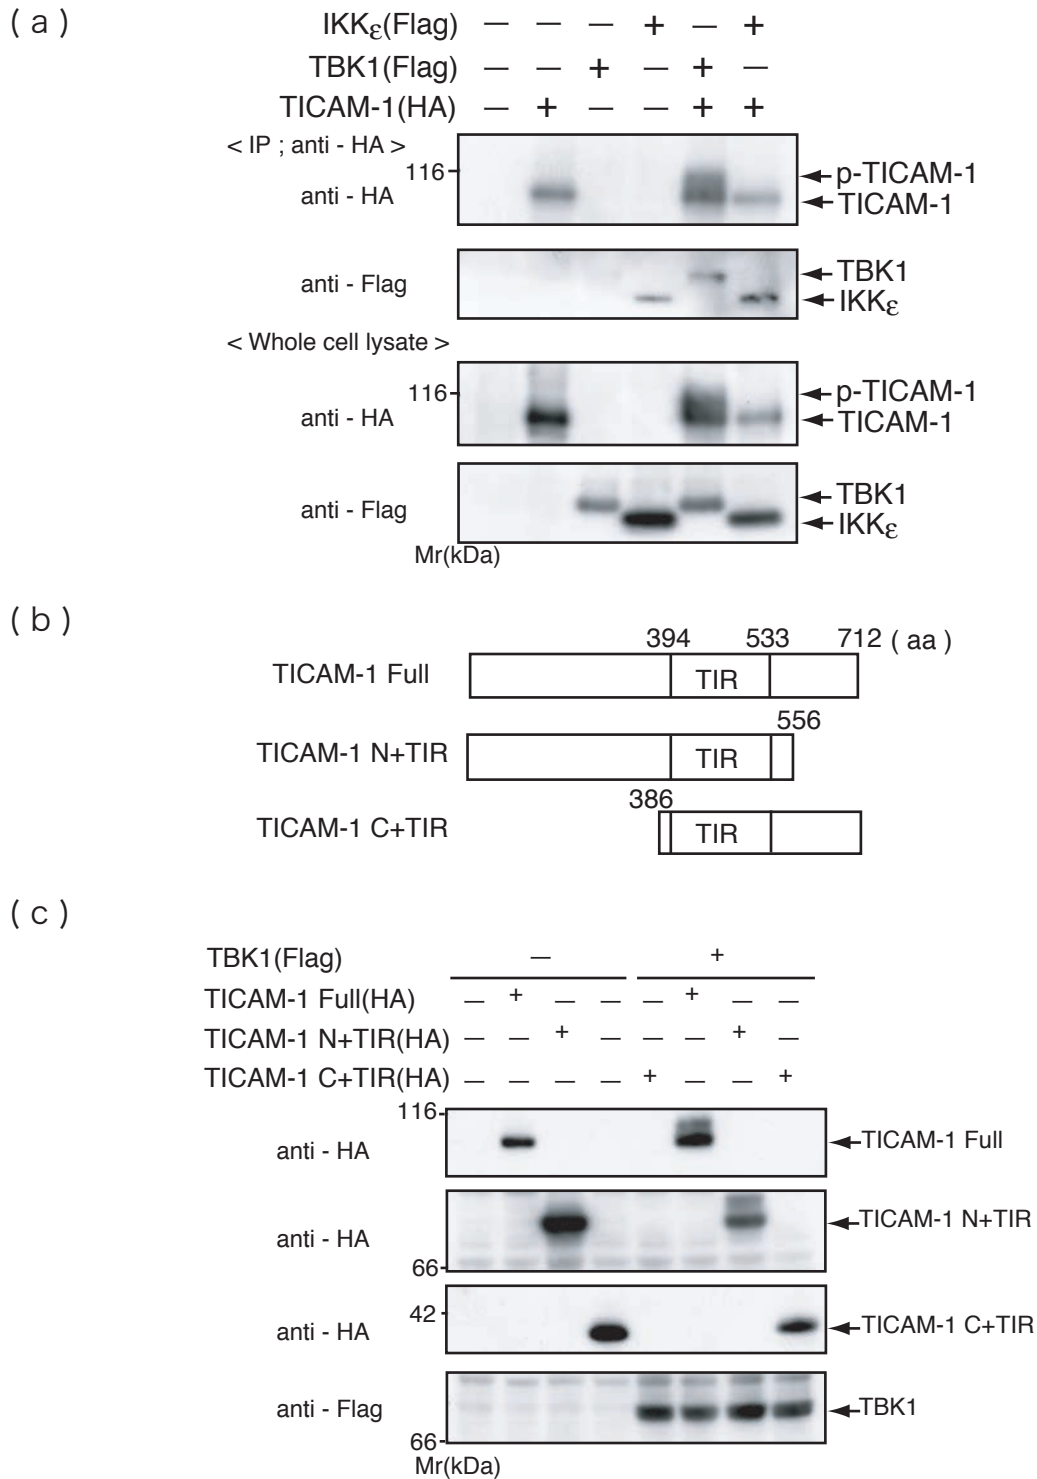 ( a )
IKKε(Flag) — — — + — +
TBK1(Flag) — — + — + —
TICAM-1(HA) — + — — + +
< IP ; anti - HA >
116
anti - HA
p-TICAM-1
TICAM-1
anti - Flag
TBK1
IKKε
< Whole cell lysate >
116
anti - HA
p-TICAM-1
TICAM-1
anti - Flag
TBK1
IKKε
Mr(kDa)
( b )
394 533 712 ( aa )
TICAM-1 Full TIR
556
TICAM-1 N+TIR TIR
386
TICAM-1 C+TIR TIR
( c )
TBK1(Flag) — +
TICAM-1 Full(HA) — + — — — + — —
TICAM-1 N+TIR(HA) — — + — — — + —
TICAM-1 C+TIR(HA) — — — — + — — +
116
anti - HA
TICAM-1 Full
anti - HA
TICAM-1 N+TIR
66
42
anti - HA
TICAM-1 C+TIR
anti - Flag
TBK1
66
Mr(kDa)